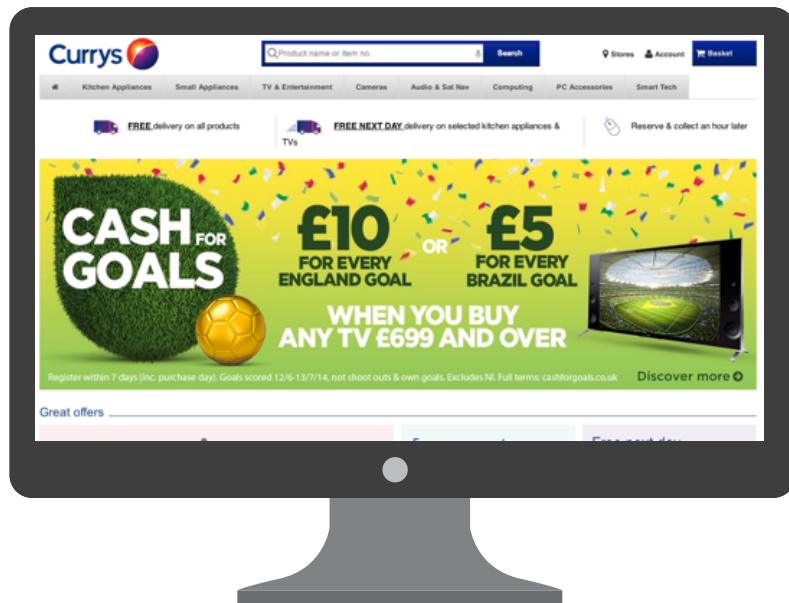 Currys
Product name or item no.
Search
Stores
Account
Basket
Kitchen Appliances
Small Appliances
TV & Entertainment
Cameras
Audio & Sat Nav
Computing
PC Accessories
Smart Tech
FREE delivery on all products
FREE NEXT DAY delivery on selected kitchen appliances &
TVs
Reserve & collect an hour later
CASH FOR
GOALS
£10
FOR EVERY
ENGLAND GOAL
OR
£5
FOR EVERY
BRAZIL GOAL
WHEN YOU BUY
ANY TV £699 AND OVER
Register within 7 days (inc. purchase day). Goals scored 12/6-13/7/14, not shoot outs & own goals. Excludes NI. Full terms: cashforgoals.co.uk
Discover more
Great offers
Free next day